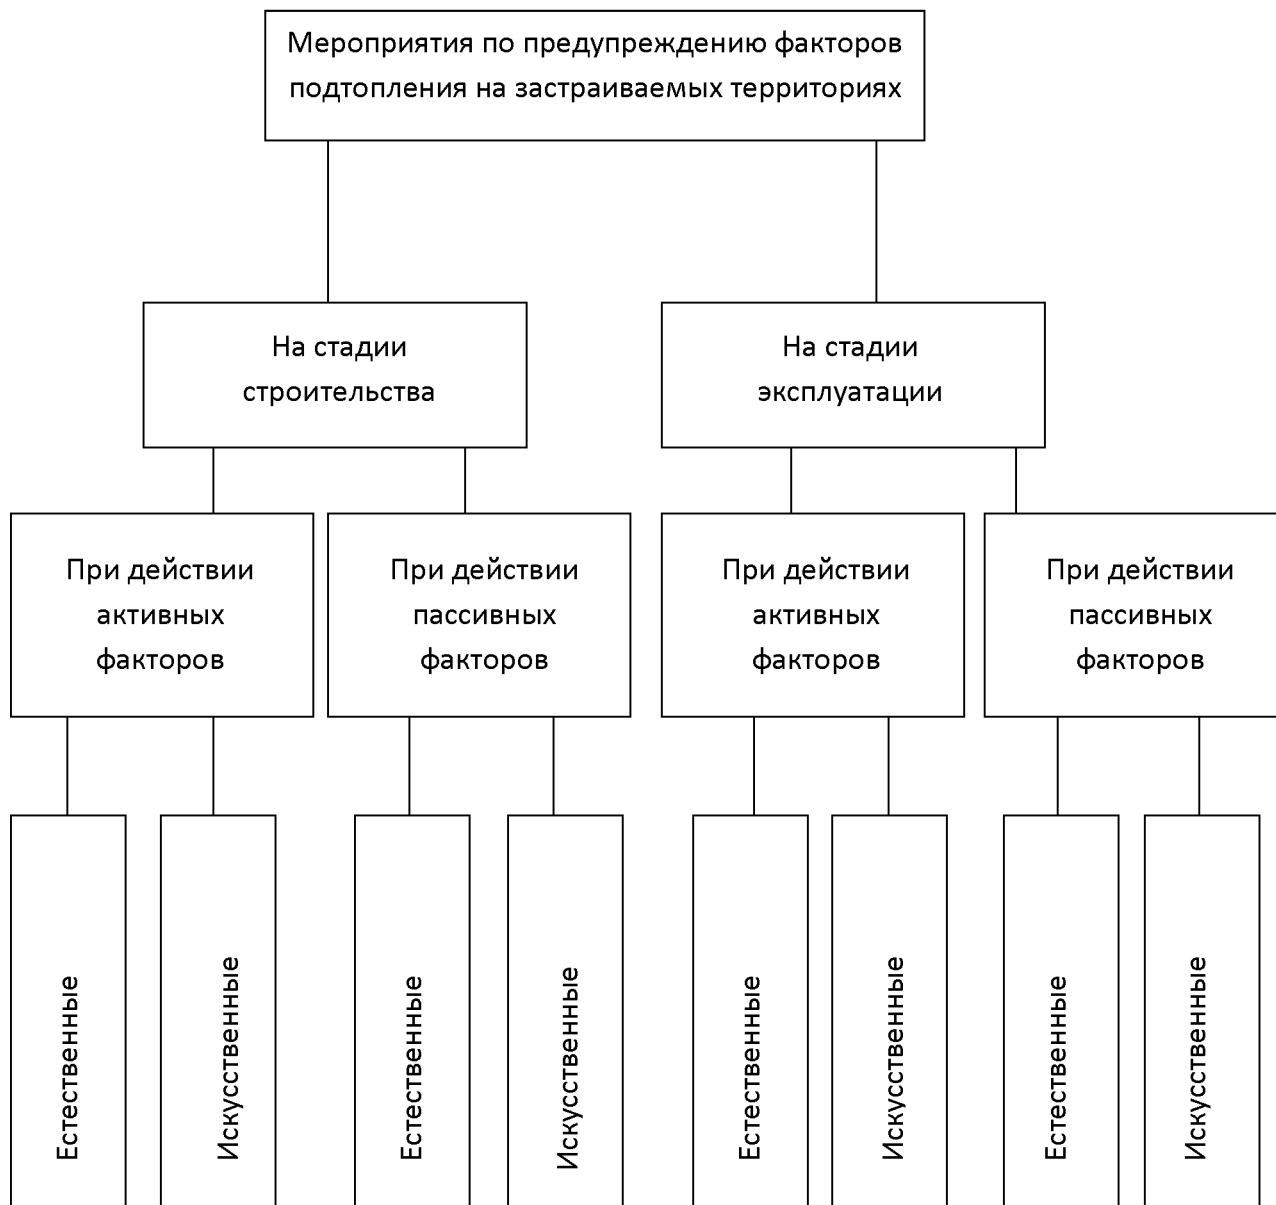 Мероприятия по предупреждению факторов
подтопления на застраиваемых территориях
На стадии
строительства
На стадии
эксплуатации
При действии
активных
факторов
При действии
пассивных
факторов
При действии
активных
факторов
При действии
пассивных
факторов
Естественные
Искусственные
Естественные
Искусственные
Естественные
Искусственные
Естественные
Искусственные